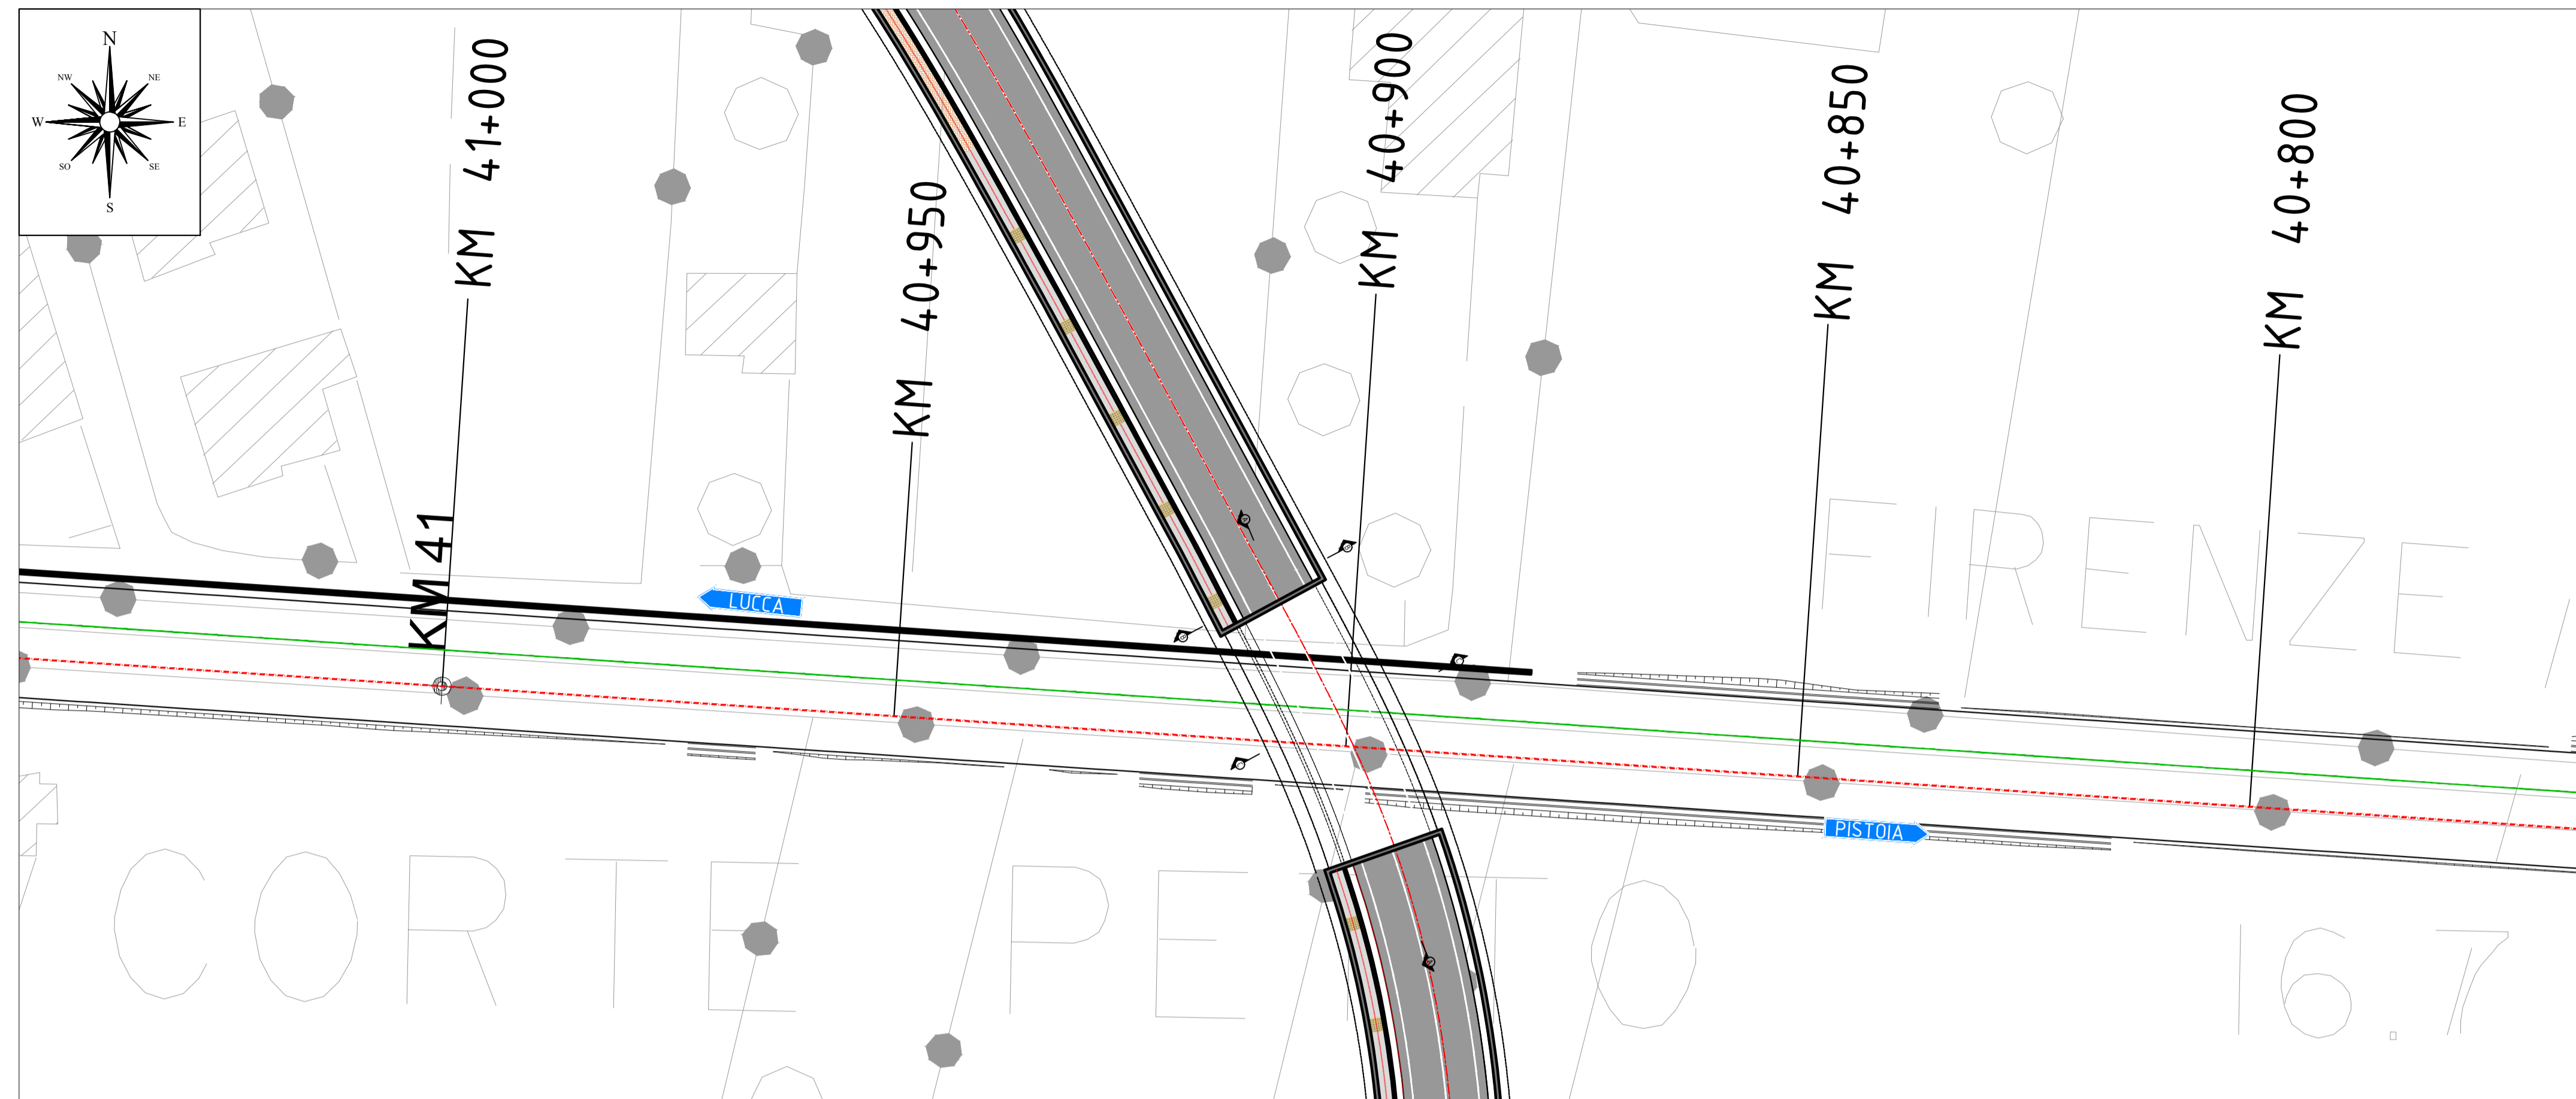 N
NW NE
W E
SO SE
S
KM 41+000
KM 40+950
KM 40+900
KM 40+850
KM 40+800
KM 41
LUCCA
FIRENZE
PISTOIA
CORTE PETO
16.7